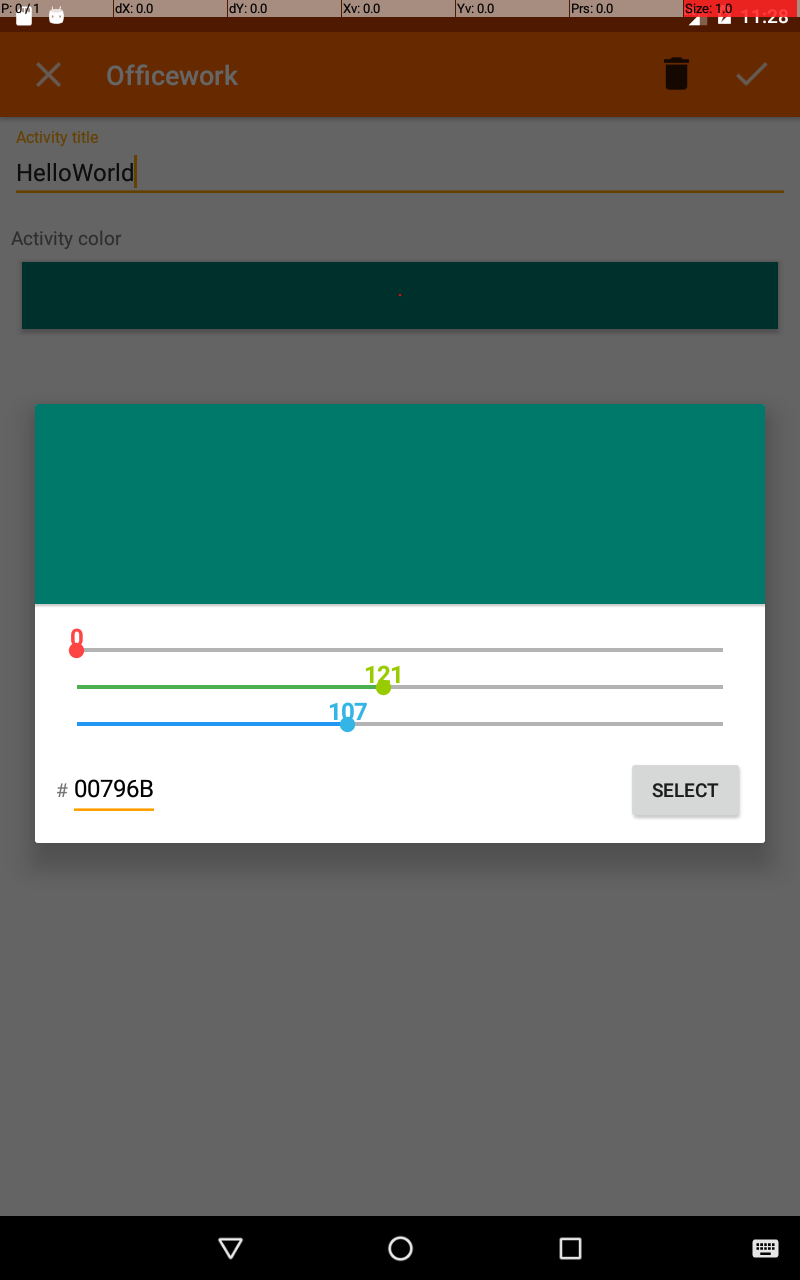 P: 0 / 1 dX: 0.0 dY: 0.0 Xv: 0.0 Yv: 0.0 Prs: 0.0 Size: 1.0
11:28
Officework
Activity title
HelloWorld
Activity color
0
121
107
# 00796B
SELECT